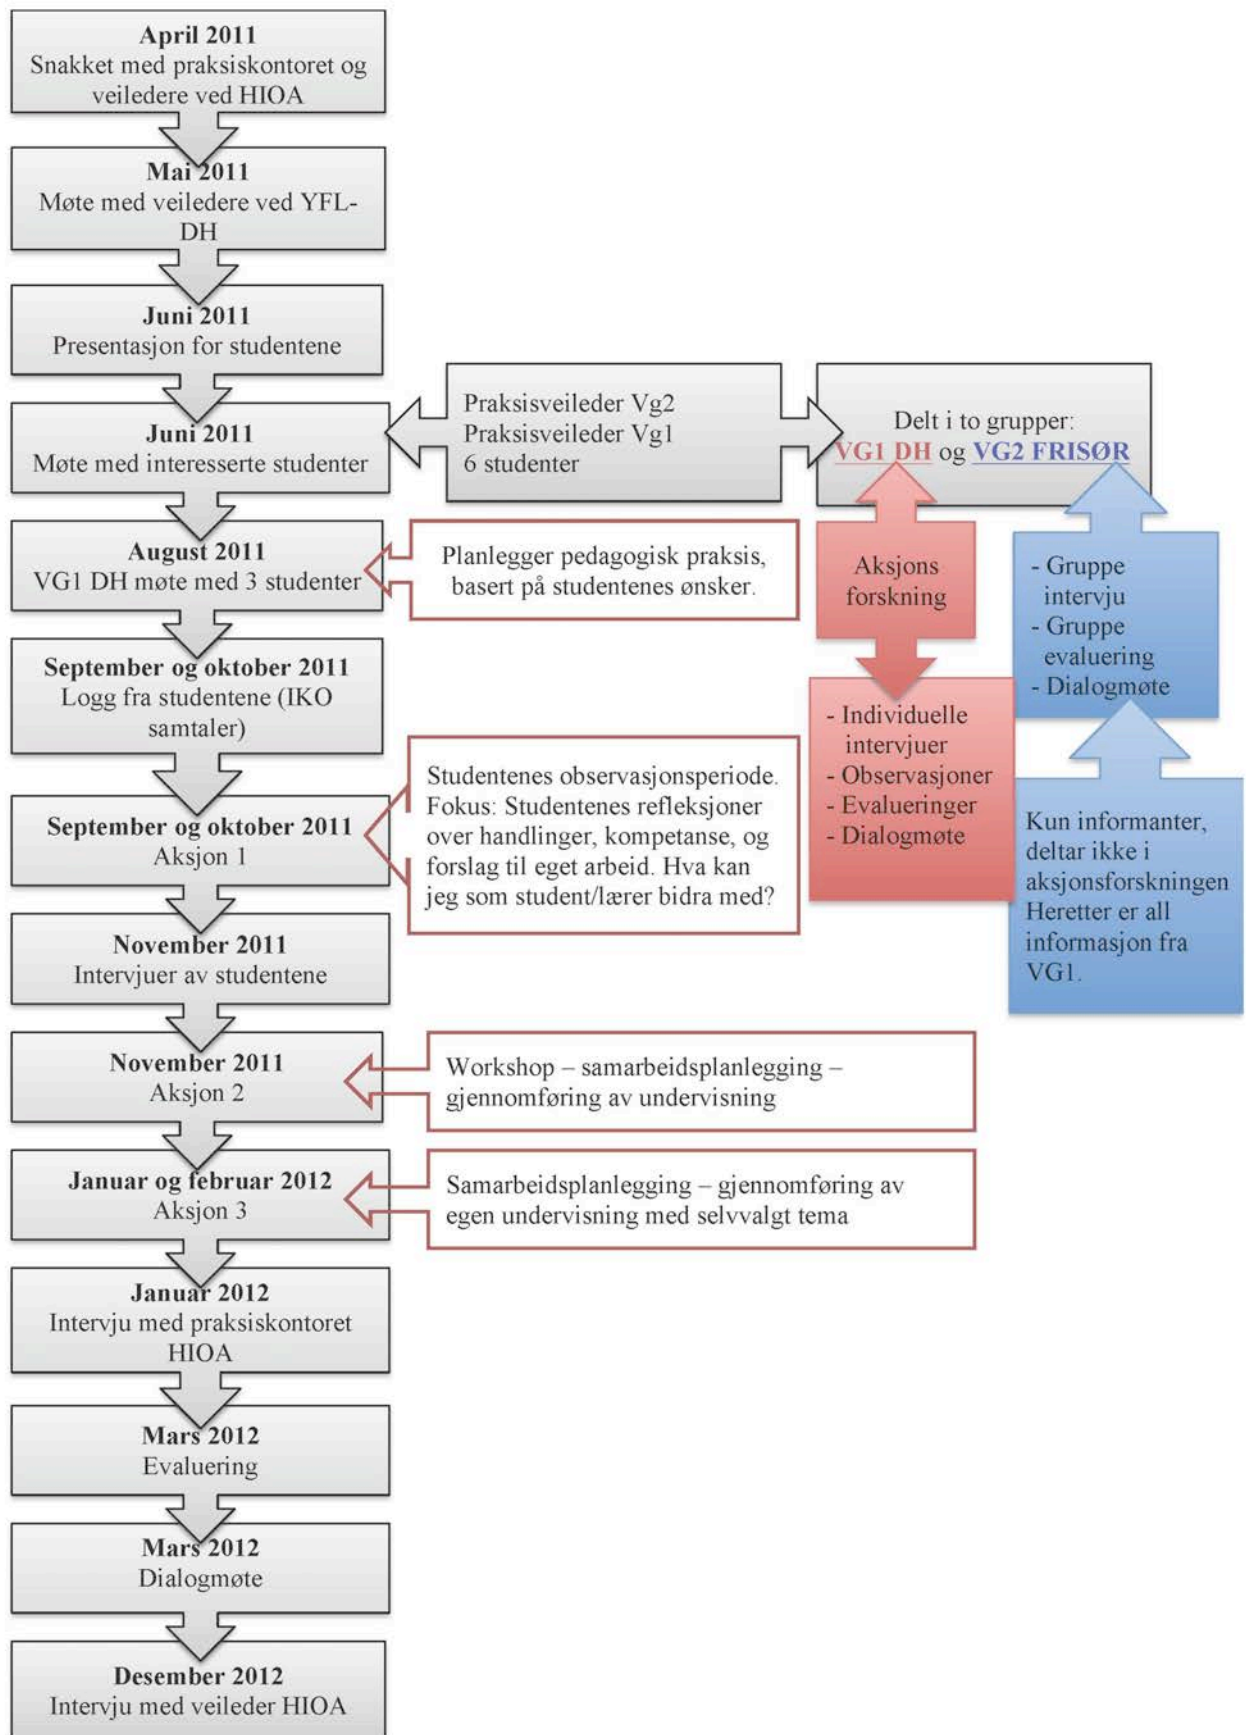 April 2011
Snakket med praksiskontoret og
veiledere ved HIOA
Mai 2011
Møte med veiledere ved YFL-
DH
Juni 2011
Presentasjon for studentene
Juni 2011
Møte med interesserte studenter
Praksisveileder Vg2
Praksisveileder Vg1
6 studenter
Delt i to grupper:
VG1 DH og VG2 FRISØR
August 2011
VG1 DH møte med 3 studenter
Planlegger pedagogisk praksis,
basert på studentenes ønsker.
Aksjons
forskning
- Gruppe
intervju
- Gruppe
evaluering
- Dialogmøte
September og oktober 2011
Logg fra studentene (IKO
samtaler)
- Individuelle
intervjuer
- Observasjoner
- Evalueringer
- Dialogmøte
September og oktober 2011
Aksjon 1
Studentenes observasjonsperiode.
Fokus: Studentenes refleksjoner
over handlinger, kompetanse, og
forslag til eget arbeid. Hva kan
jeg som student/lærer bidra med?
Kun informanter,
deltar ikke i
aksjonsforskningen
Heretter er all
informasjon fra
VG1.
November 2011
Intervjuer av studentene
November 2011
Aksjon 2
Workshop – samarbeidsplanlegging –
gjennomføring av undervisning
Januar og februar 2012
Aksjon 3
Samarbeidsplanlegging – gjennomføring av
egen undervisning med selvvalgt tema
Januar 2012
Intervju med praksiskontoret
HIOA
Mars 2012
Evaluering
Mars 2012
Dialogmøte
Desember 2012
Intervju med veileder HIOA